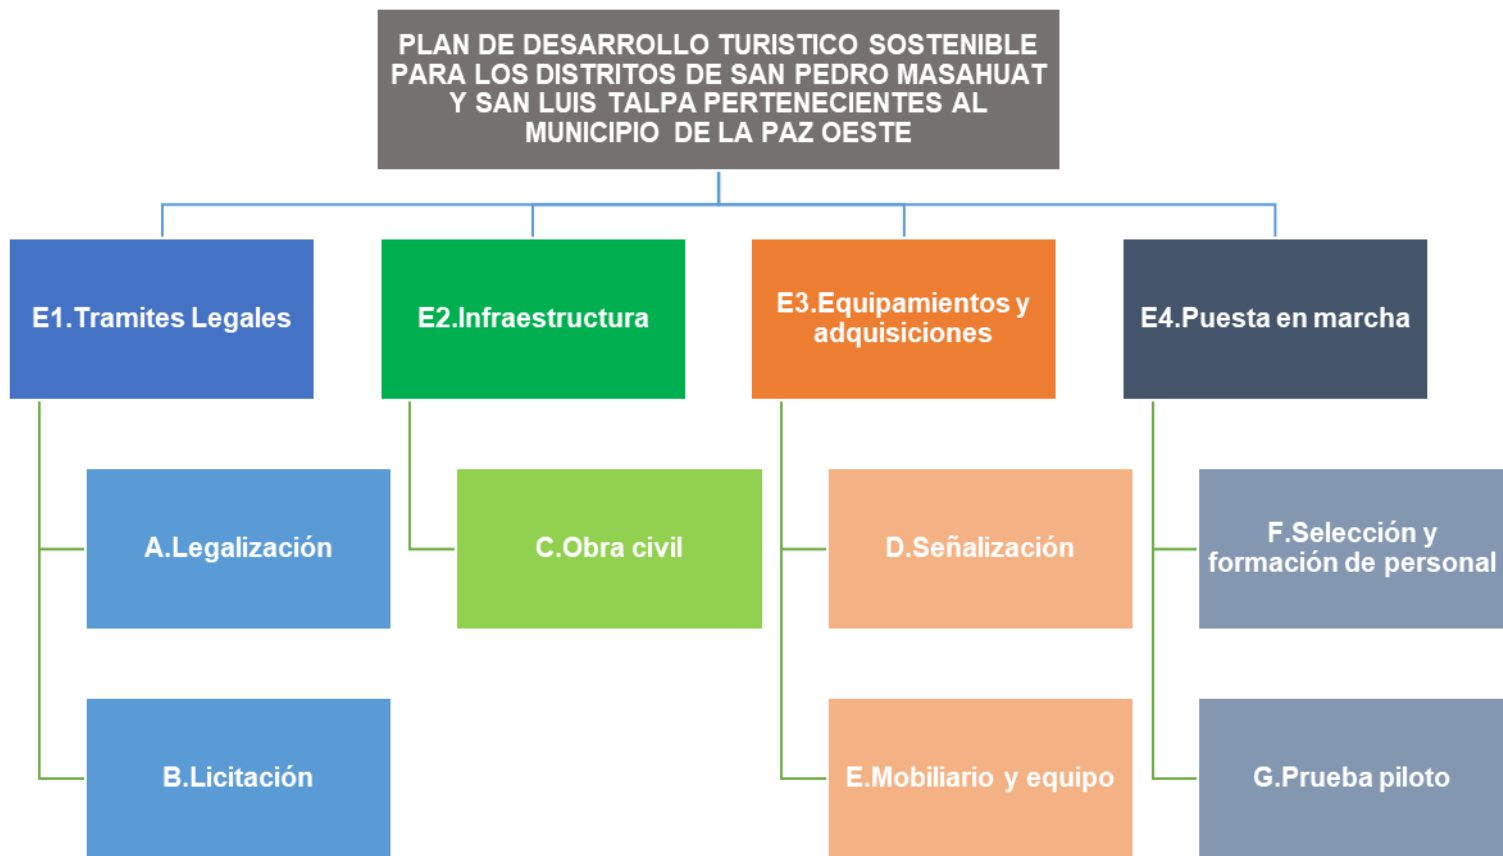 PLAN DE DESARROLLO TURISTICO SOSTENIBLE
PARA LOS DISTRITOS DE SAN PEDRO MASAHUAT
Y SAN LUIS TALPA PERTENECIENTES AL
MUNICIPIO DE LA PAZ OESTE
E1.Tramites Legales
E2.Infraestructura
E3.Equipamientos y
adquisiciones
E4.Puesta en marcha
A.Legalización
C.Obra civil
D.Señalización
F.Selección y
formación de personal
B.Licitación
E.Mobiliario y equipo
G.Prueba piloto